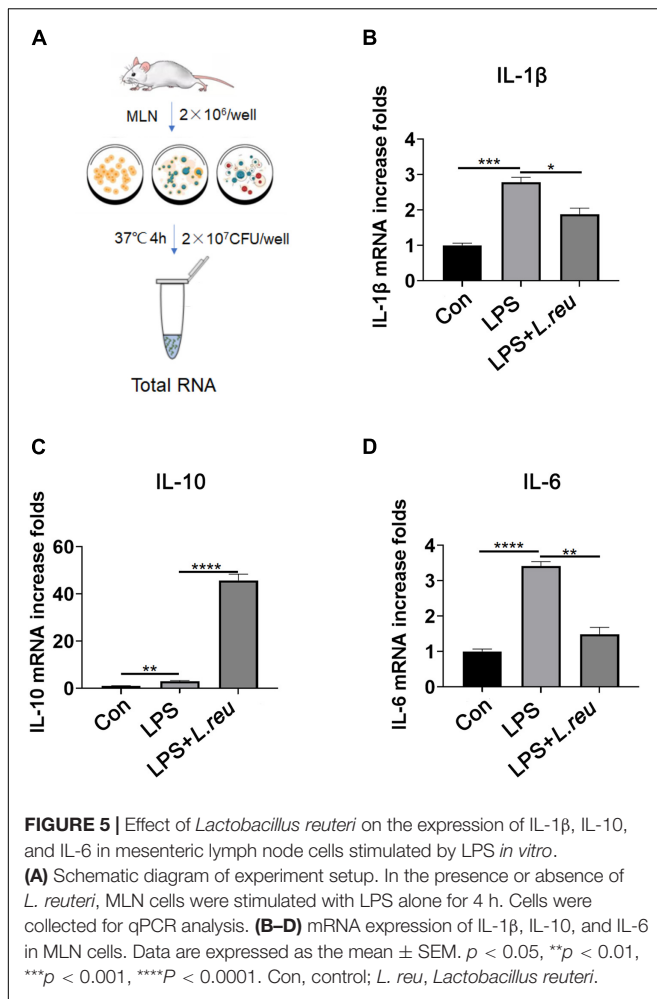 A
MLN 2×10⁶/well
37℃ 4h 2×10⁷CFU/well
Total RNA
B
IL-1β
IL-1β mRNA increase folds
4
3
2
1
0
***
*
Con
LPS
LPS+L.reu
C
IL-10
IL-10 mRNA increase folds
60
40
20
0
**
****
Con
LPS
LPS+L.reu
D
IL-6
IL-6 mRNA increase folds
4
3
2
1
0
****
**
Con
LPS
LPS+L.reu
FIGURE 5 | Effect of Lactobacillus reuteri on the expression of IL-1β, IL-10,
and IL-6 in mesenteric lymph node cells stimulated by LPS in vitro.
(A) Schematic diagram of experiment setup. In the presence or absence of
L. reuteri, MLN cells were stimulated with LPS alone for 4 h. Cells were
collected for qPCR analysis. (B–D) mRNA expression of IL-1β, IL-10, and IL-6
in MLN cells. Data are expressed as the mean ± SEM. p < 0.05, **p < 0.01,
***p < 0.001, ****P < 0.0001. Con, control; L. reu, Lactobacillus reuteri.